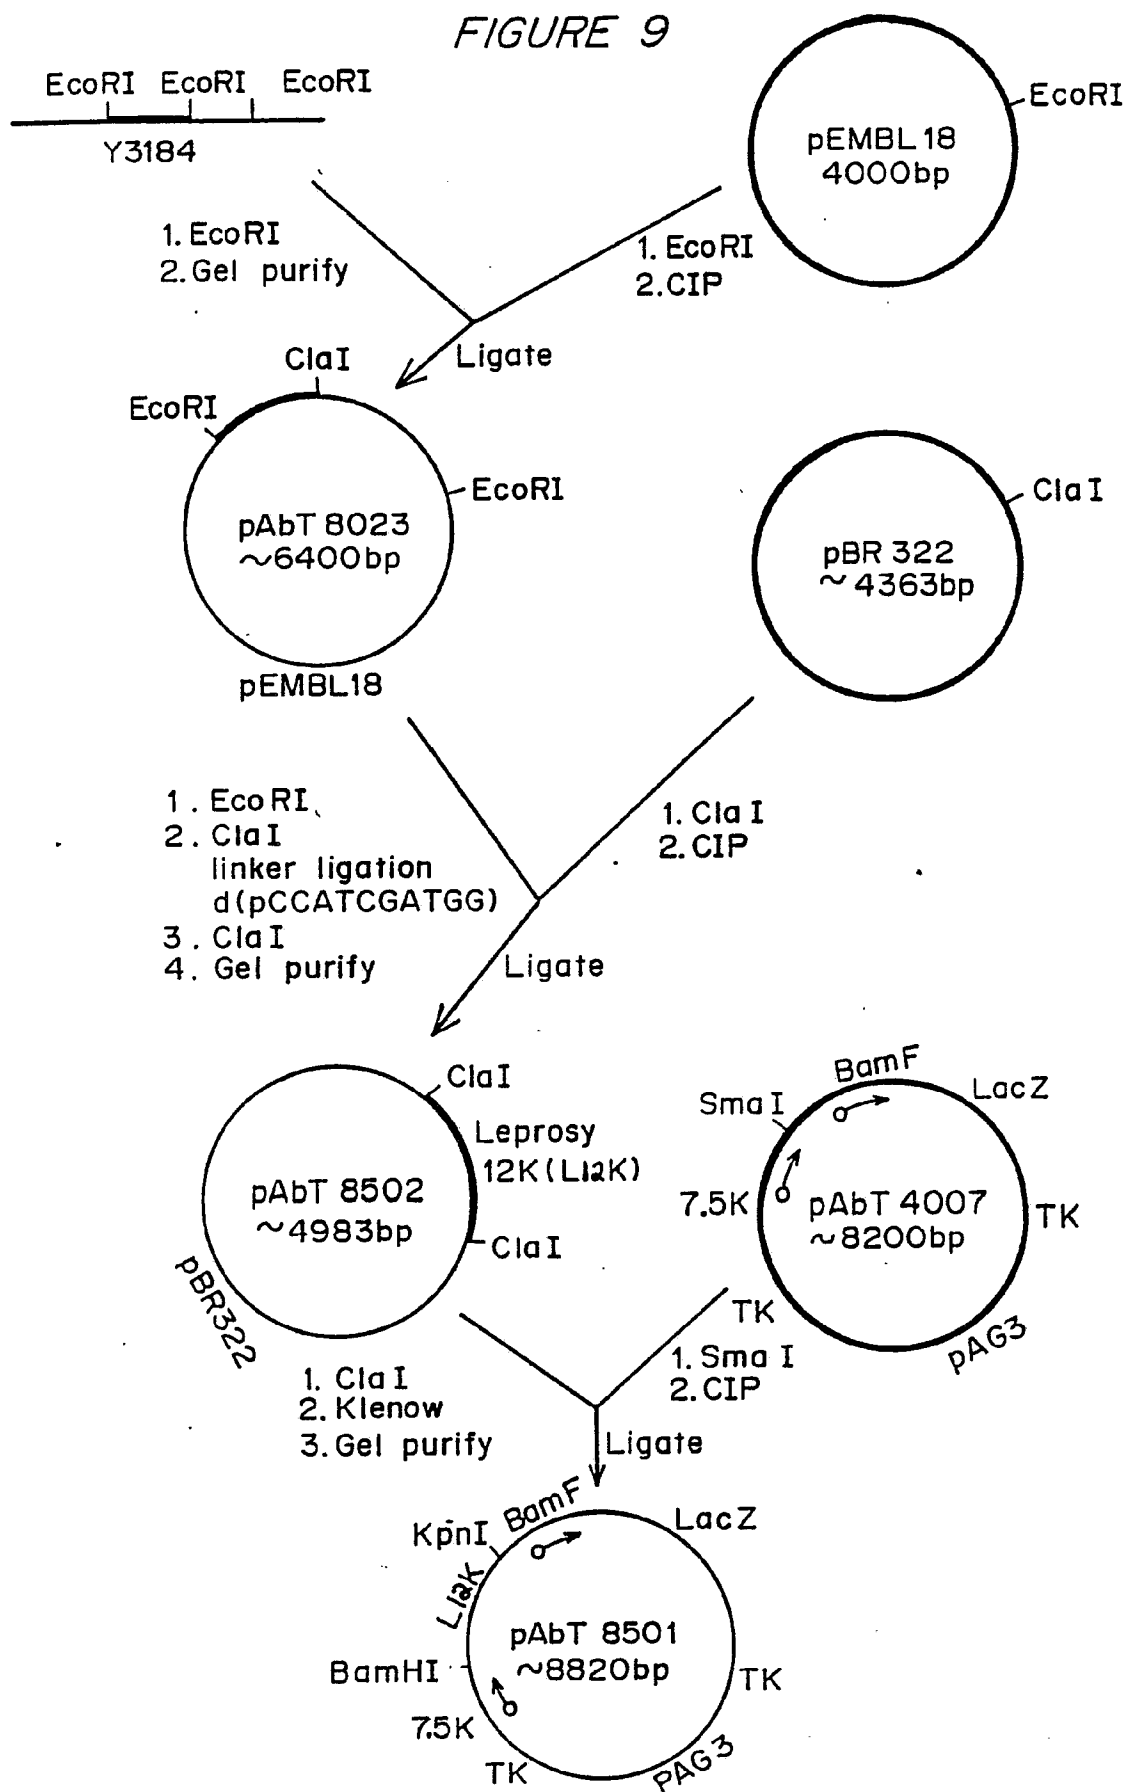 FIGURE 9
EcoRI EcoRI EcoRI
Y3184
EcoRI
pEMBL18
4000bp
1. EcoRI
2. Gel purify
1. EcoRI
2. CIP
Ligate
ClaI
EcoRI
EcoRI
pAbT 8023
~6400bp
pEMBL18
ClaI
pBR 322
~4363bp
1. EcoRI
2. ClaI
linker ligation
d(pCCATCGATGG)
3. ClaI
4. Gel purify
1. ClaI
2. CIP
Ligate
ClaI
Leprosy
12K(L12K)
pAbT 8502
~4983bp
ClaI
pBR322
BamF
SmaI
LacZ
7.5K
pAbT 4007
~8200bp
TK
TK
pAG3
1. ClaI
2. Klenow
3. Gel purify
1. SmaI
2. CIP
Ligate
BamF
KpnI
LacZ
L12K
pAbT 8501
~8820bp
BamHI
TK
7.5K
TK
PAG3